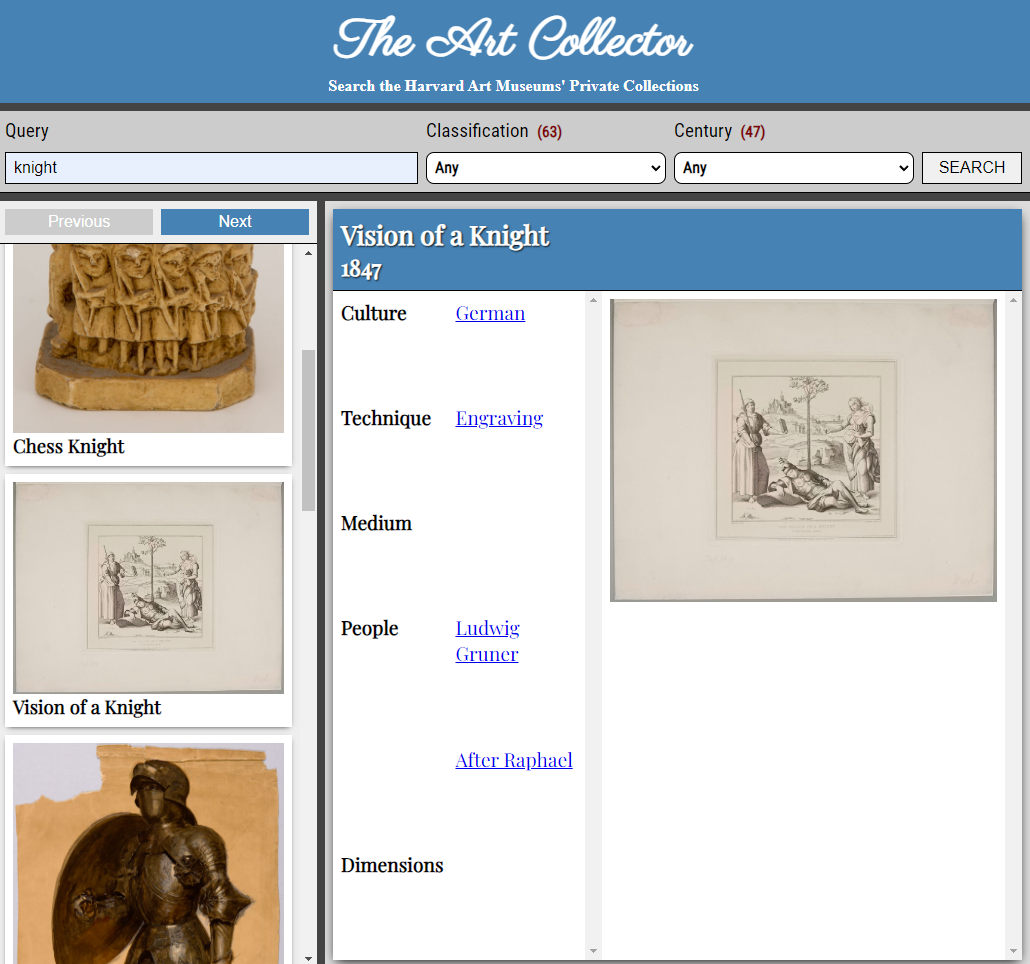 The Art Collector
Search the Harvard Art Museums' Private Collections
Query
Classification (63)
Century (47)
knight
Any
Any
SEARCH
Previous
Next
Chess Knight
Vision of a Knight
Vision of a Knight
1847
Culture
German
Technique
Engraving
Medium
People
Ludwig
Gruner
After Raphael
Dimensions